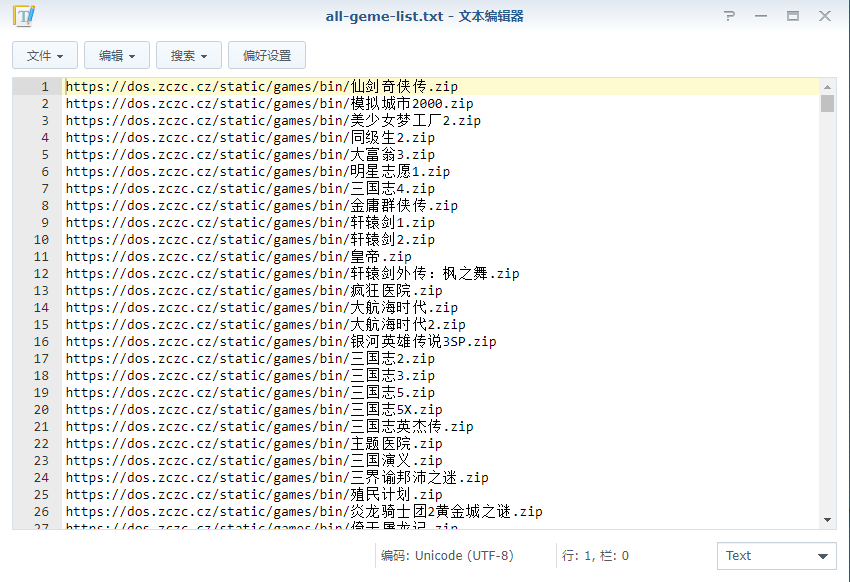 all-geme-list.txt - 文本编辑器
文件 编辑 搜索 偏好设置
1 https://dos.zczc.cz/static/games/bin/仙剑奇侠传.zip
2 https://dos.zczc.cz/static/games/bin/模拟城市2000.zip
3 https://dos.zczc.cz/static/games/bin/美少女梦工厂2.zip
4 https://dos.zczc.cz/static/games/bin/同级生2.zip
5 https://dos.zczc.cz/static/games/bin/大富翁3.zip
6 https://dos.zczc.cz/static/games/bin/明星志愿1.zip
7 https://dos.zczc.cz/static/games/bin/三国志4.zip
8 https://dos.zczc.cz/static/games/bin/金庸群侠传.zip
9 https://dos.zczc.cz/static/games/bin/轩辕剑1.zip
10 https://dos.zczc.cz/static/games/bin/轩辕剑2.zip
11 https://dos.zczc.cz/static/games/bin/皇帝.zip
12 https://dos.zczc.cz/static/games/bin/轩辕剑外传：枫之舞.zip
13 https://dos.zczc.cz/static/games/bin/疯狂医院.zip
14 https://dos.zczc.cz/static/games/bin/大航海时代.zip
15 https://dos.zczc.cz/static/games/bin/大航海时代2.zip
16 https://dos.zczc.cz/static/games/bin/银河英雄传说3SP.zip
17 https://dos.zczc.cz/static/games/bin/三国志2.zip
18 https://dos.zczc.cz/static/games/bin/三国志3.zip
19 https://dos.zczc.cz/static/games/bin/三国志5.zip
20 https://dos.zczc.cz/static/games/bin/三国志5X.zip
21 https://dos.zczc.cz/static/games/bin/三国志英杰传.zip
22 https://dos.zczc.cz/static/games/bin/主题医院.zip
23 https://dos.zczc.cz/static/games/bin/三国演义.zip
24 https://dos.zczc.cz/static/games/bin/三界谕邦沛之迷.zip
25 https://dos.zczc.cz/static/games/bin/殖民计划.zip
26 https://dos.zczc.cz/static/games/bin/炎龙骑士团2黄金城之谜.zip
27 https://dos.zczc.cz/static/games/bin/倚天屠龙记.zip
编码: Unicode (UTF-8) 行: 1, 栏: 0 Text